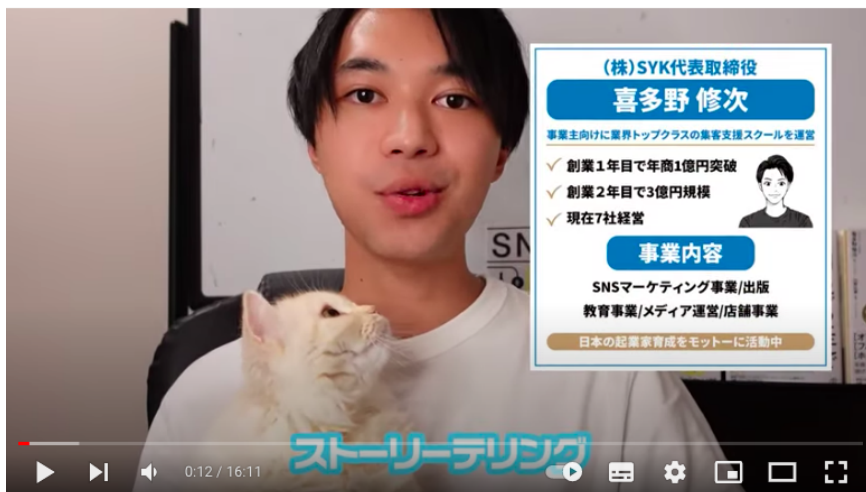 (株)SYK代表取締役
喜多野 修次
事業主向けに業界トップクラスの集客支援スクールを運営
創業1年目で年商1億円突破
創業2年目で3億円規模
現在7社経営
事業内容
SNSマーケティング事業/出版
教育事業/メディア運営/店舗事業
日本の起業家育成をモットーに活動中
SN
ストーリーテリング
0:12 / 16:11